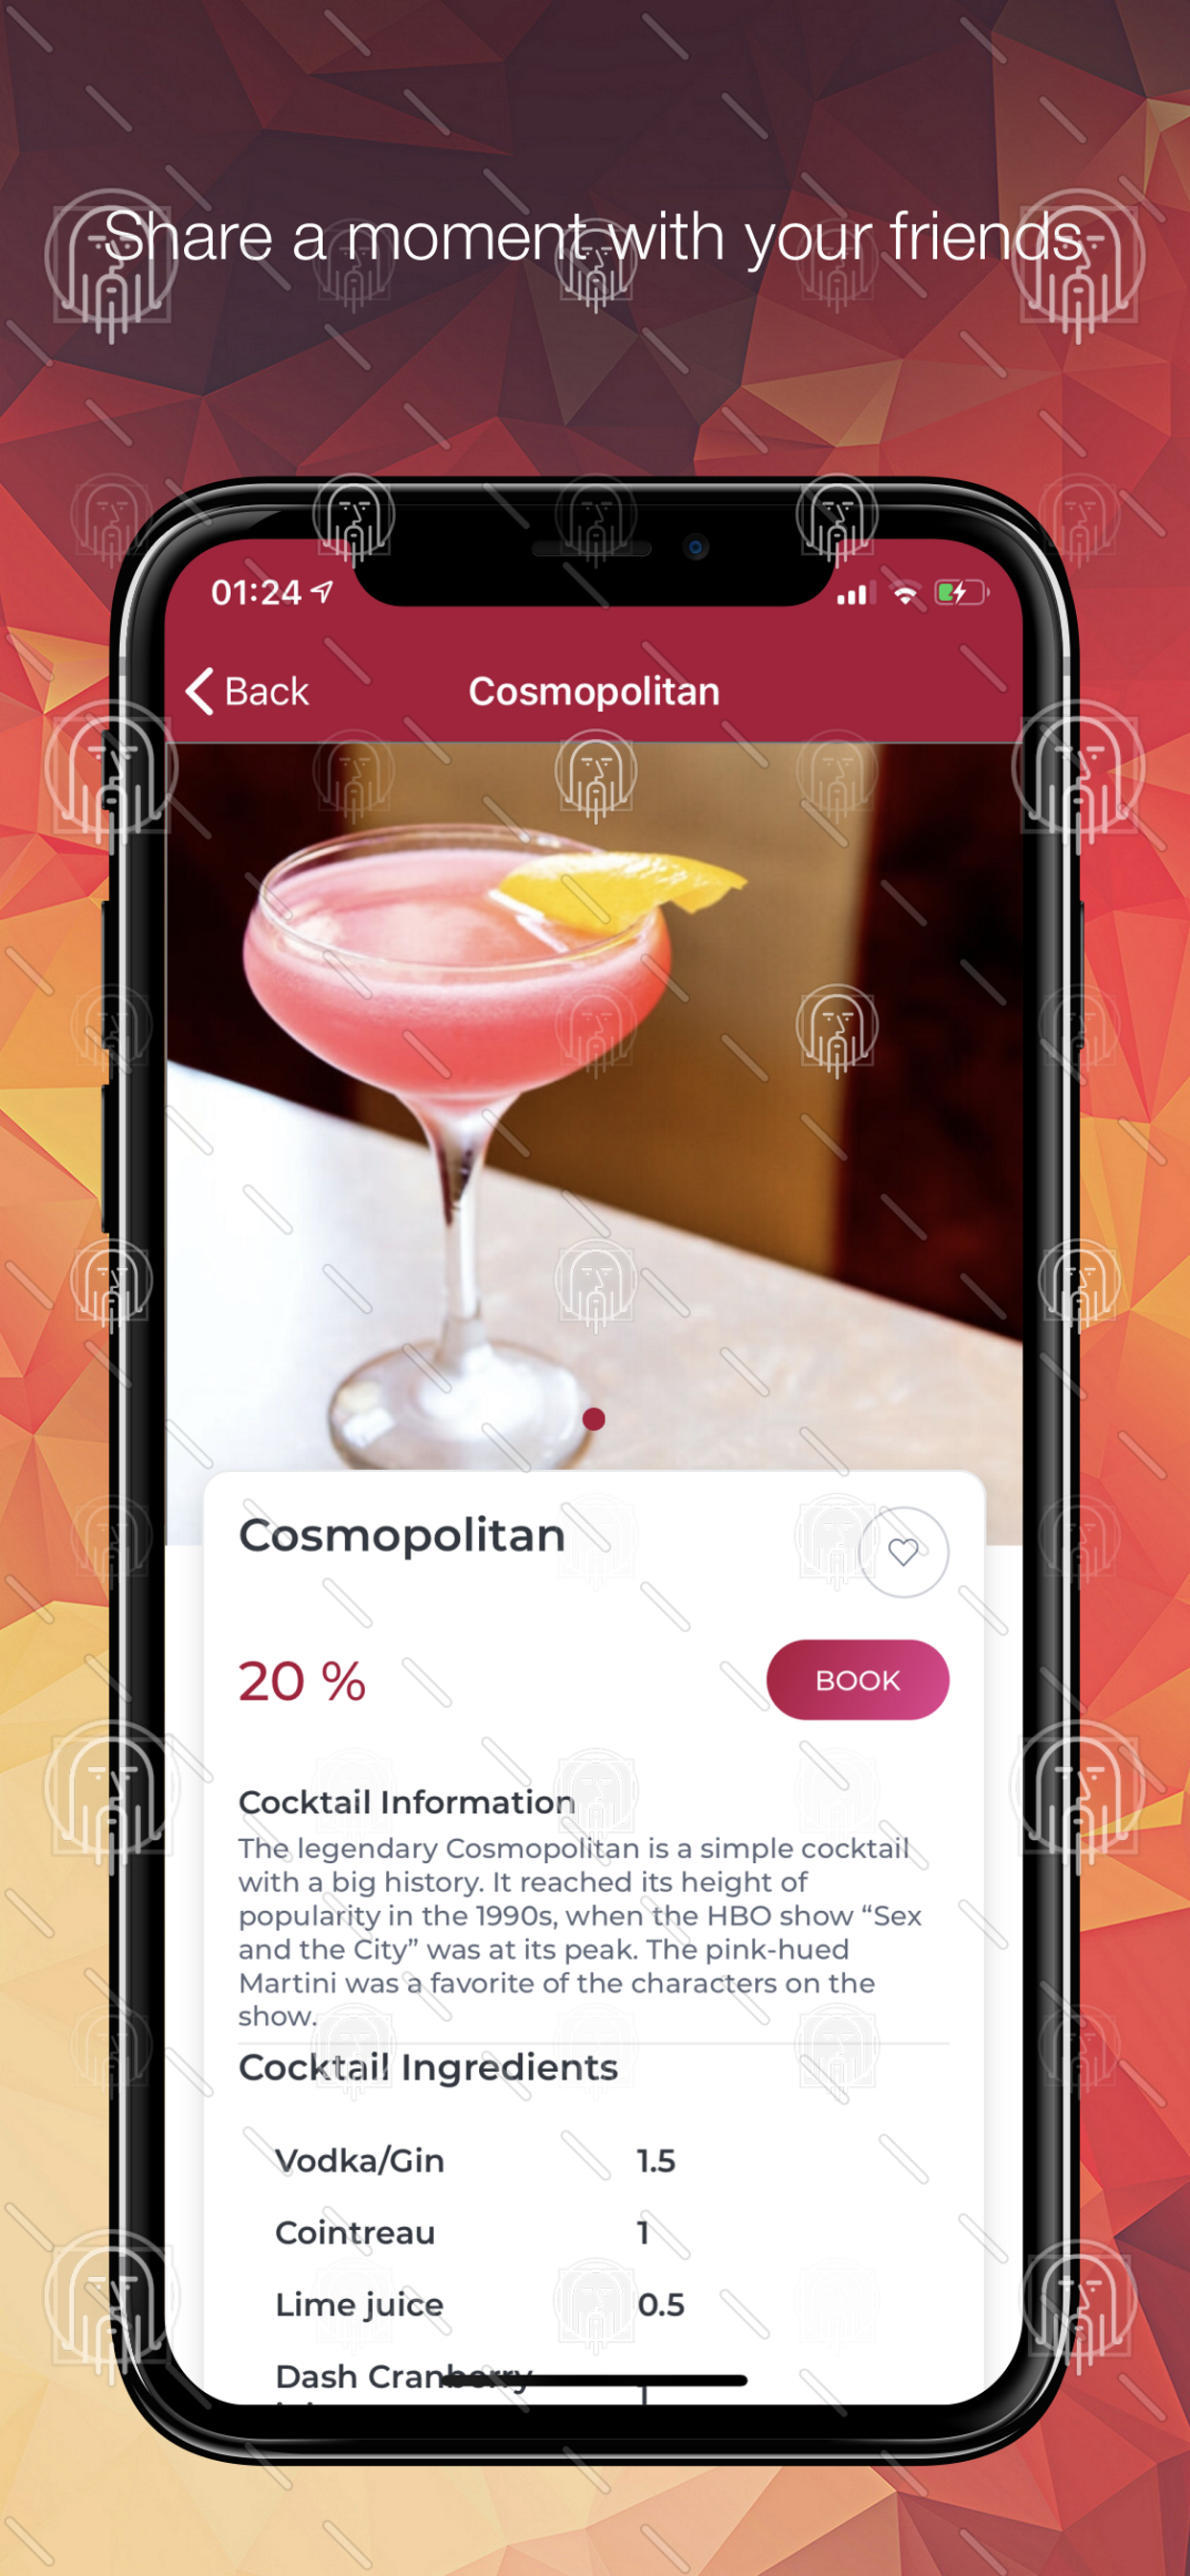 Share a moment with your friends
01:24
Back
Cosmopolitan
Cosmopolitan
20 %
BOOK
Cocktail Information
The legendary Cosmopolitan is a simple cocktail
with a big history. It reached its height of
popularity in the 1990s, when the HBO show “Sex
and the City” was at its peak. The pink-hued
Martini was a favorite of the characters on the
show.
Cocktail Ingredients
Vodka/Gin 1.5
Cointreau 1
Lime juice 0.5
Dash Cranberry 1